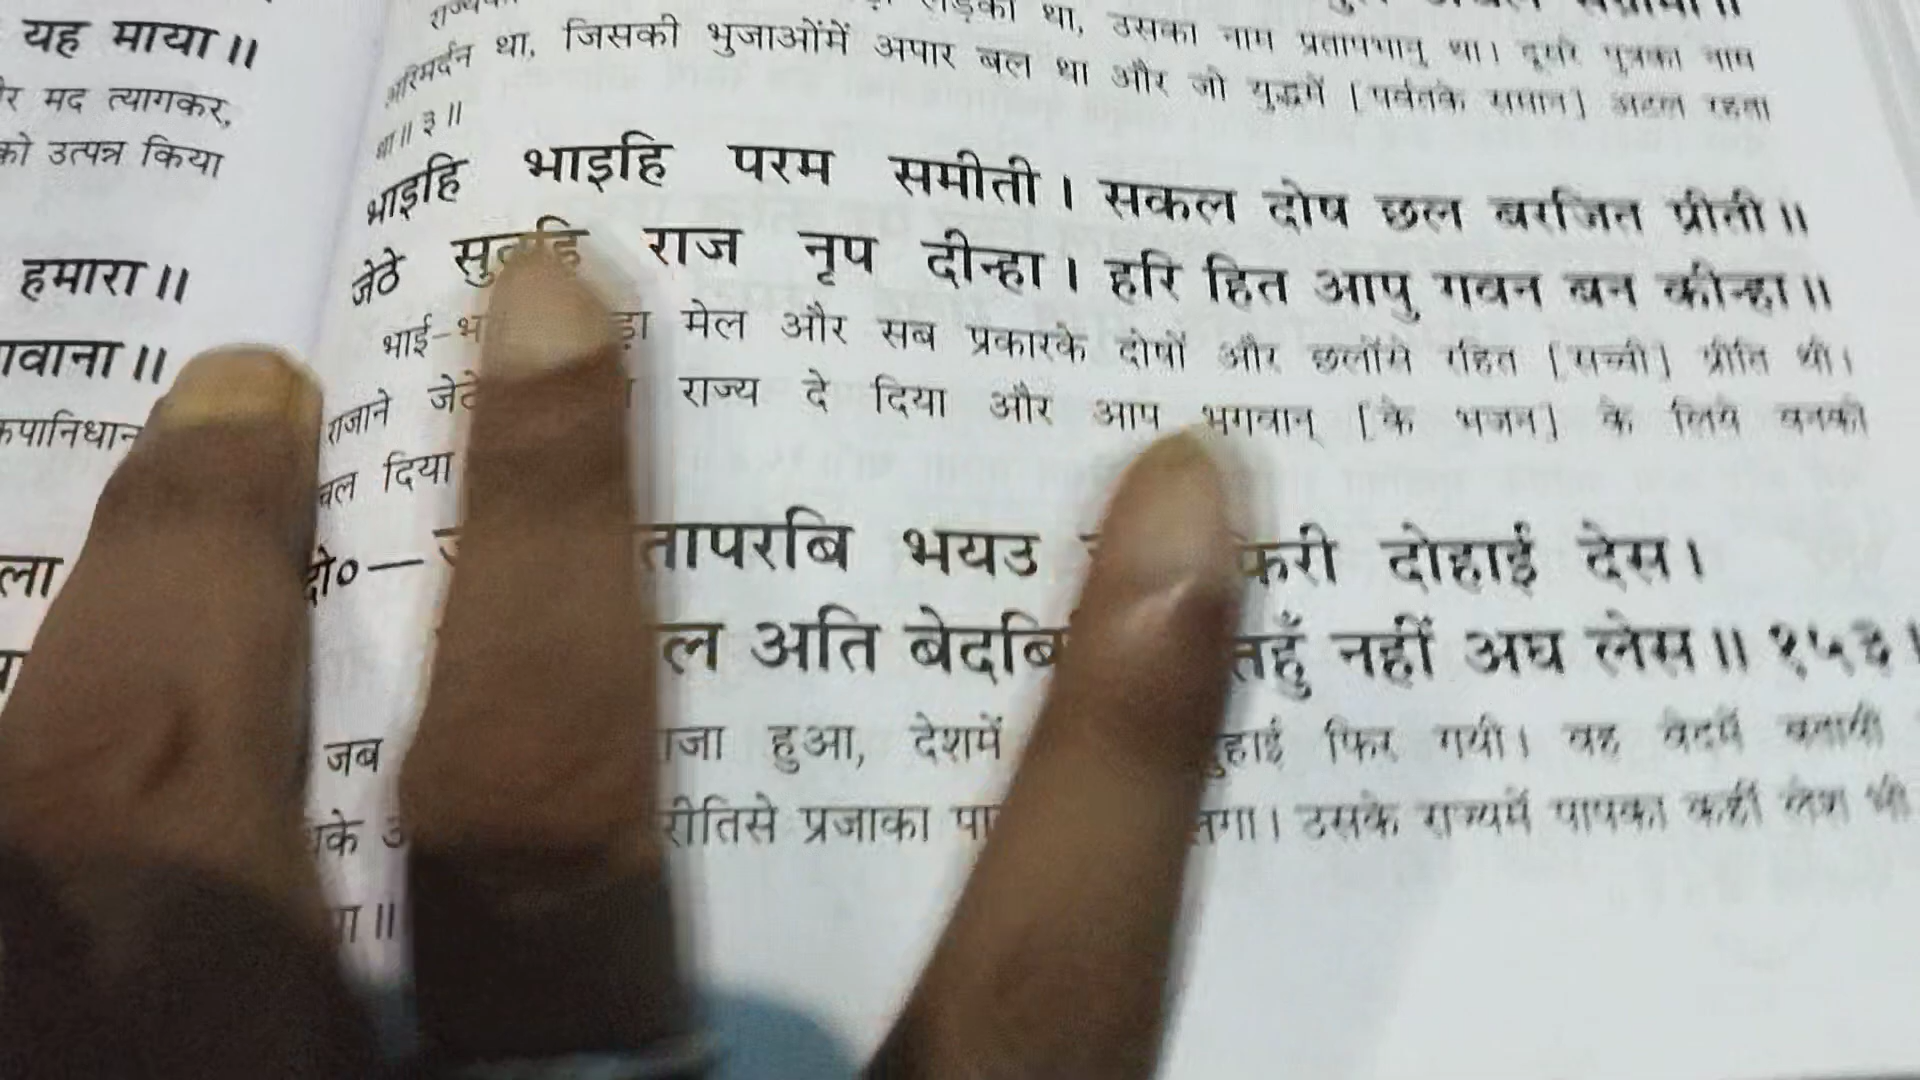 यह माया॥
मद त्यागकर,
को उत्पन्न किया
हमारा॥
लड़का था, उसका नाम प्रतापभानु था। दूसरे पुत्रका नाम
अरिमर्दन था, जिसकी भुजाओंमें अपार बल था और जो युद्धमें [पर्वतके समान] अटल रहता
था॥ ३॥
भाइहि भाइहि परम समीती। सकल दोष छल बरजित प्रीती॥
जेठे सुतहि राज नृप दीन्हा। हरि हित आपु गवन बन कीन्हा॥
भाई- मेल और सब प्रकारके दोषों और छलोंसे रहित [सच्ची] प्रीति थी।
राजाने जेठे राज्य दे दिया और आप भगवान् [के भजन] के लिये वनको
चल दिया
दो०— तापरबि भयउ फिरी दोहाई देस।
अति बेदबि नहीं अघ लेस॥ १५३॥
जब हुआ, देशमें फिर गयी। वह वेदमें बतायी
रीतिसे प्रजाका लगा। उसके राज्यमें पापका कहीं लेश भी